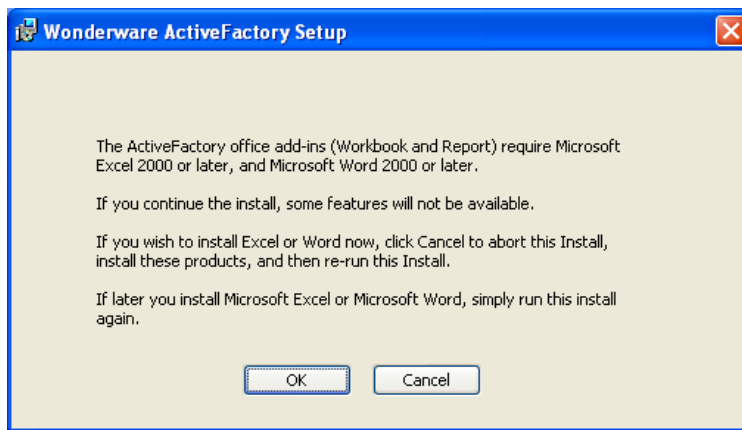 Wonderware ActiveFactory Setup
The ActiveFactory office add-ins (Workbook and Report) require Microsoft
Excel 2000 or later, and Microsoft Word 2000 or later.
If you continue the install, some features will not be available.
If you wish to install Excel or Word now, click Cancel to abort this Install,
install these products, and then re-run this Install.
If later you install Microsoft Excel or Microsoft Word, simply run this install
again.
OK
Cancel